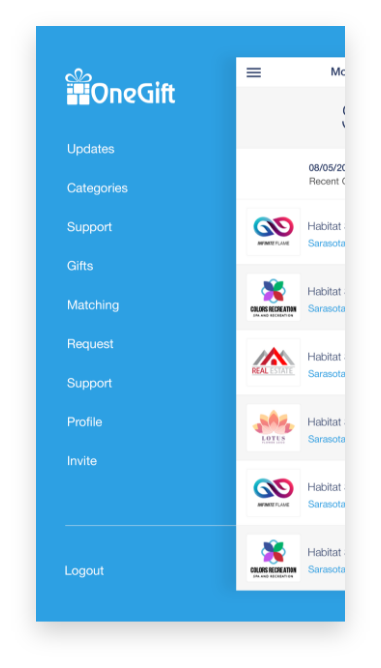 OneGift
Updates
Categories
Support
Gifts
Matching
Request
Support
Profile
Invite
Logout
Mo
08/05/20
Recent
INFINITE FLAME
Habitat
Sarasota
COLORS RECREATION
SPA AND RECREATION
Habitat
Sarasota
REAL ESTATE
Habitat
Sarasota
LOTUS
Habitat
Sarasota
INFINITE FLAME
Habitat
Sarasota
COLORS RECREATION
SPA AND RECREATION
Habitat
Sarasota